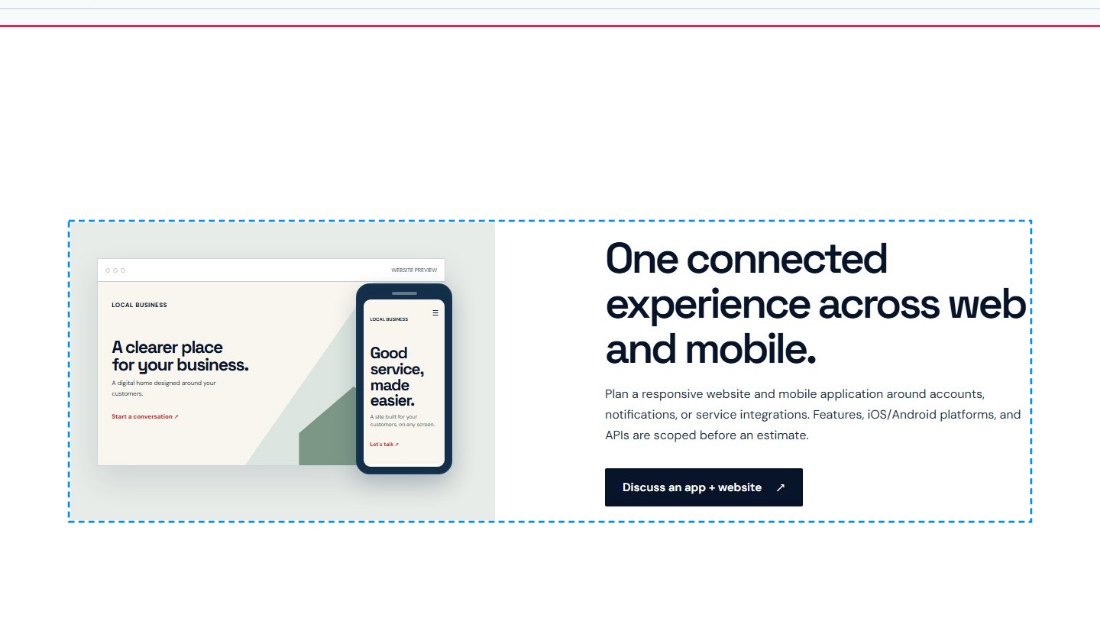 WEBSITE PREVIEW
LOCAL BUSINESS
A clearer place
for your business.
A digital home designed around your
customers.
Start a conversation ↗
LOCAL BUSINESS
Good
service,
made
easier.
A site built for your
customers, on any screen.
Let's talk ↗
One connected
experience across web
and mobile.
Plan a responsive website and mobile application around accounts,
notifications, or service integrations. Features, iOS/Android platforms, and
APIs are scoped before an estimate.
Discuss an app + website ↗